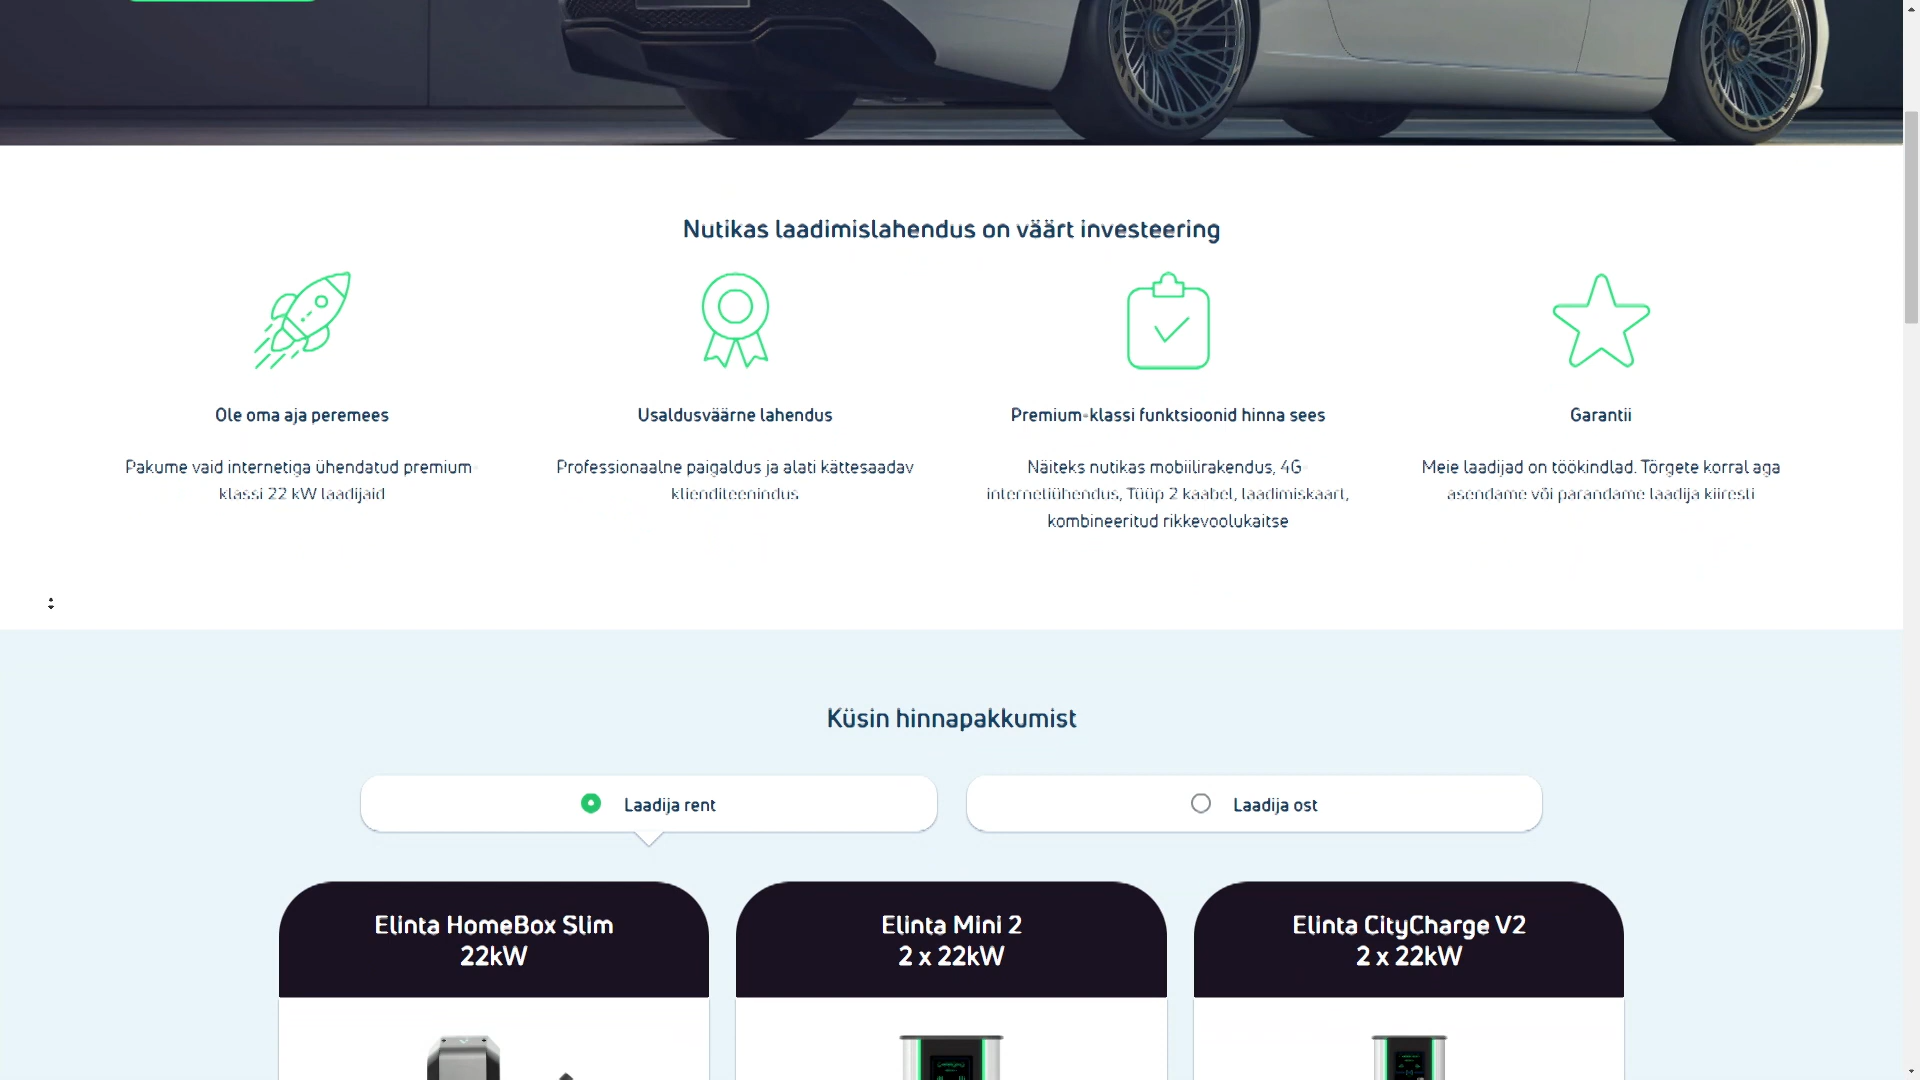 Nutikas laadimislahendus on väärt investeering
Ole oma aja peremees
Pakume vaid internetiga ühendatud premium-
klassi 22 kW laadijaid
Usaldusväärne lahendus
Professionaalne paigaldus ja alati kättesaadav
klienditeenindus
Premium-klassi funktsioonid hinna sees
Näiteks nutikas mobiilirakendus, 4G-
internetiühendus, Tüüp 2 kaabel, laadimiskaart,
kombineeritud rikkevoolukaitse
Garantii
Meie laadijad on töökindlad. Tõrgete korral aga
asendame või parandame laadija kiiresti
Küsin hinnapakkumist
Laadija rent
Laadija ost
Elinta HomeBox Slim
22kW
Elinta Mini 2
2 x 22kW
Elinta CityCharge V2
2 x 22kW